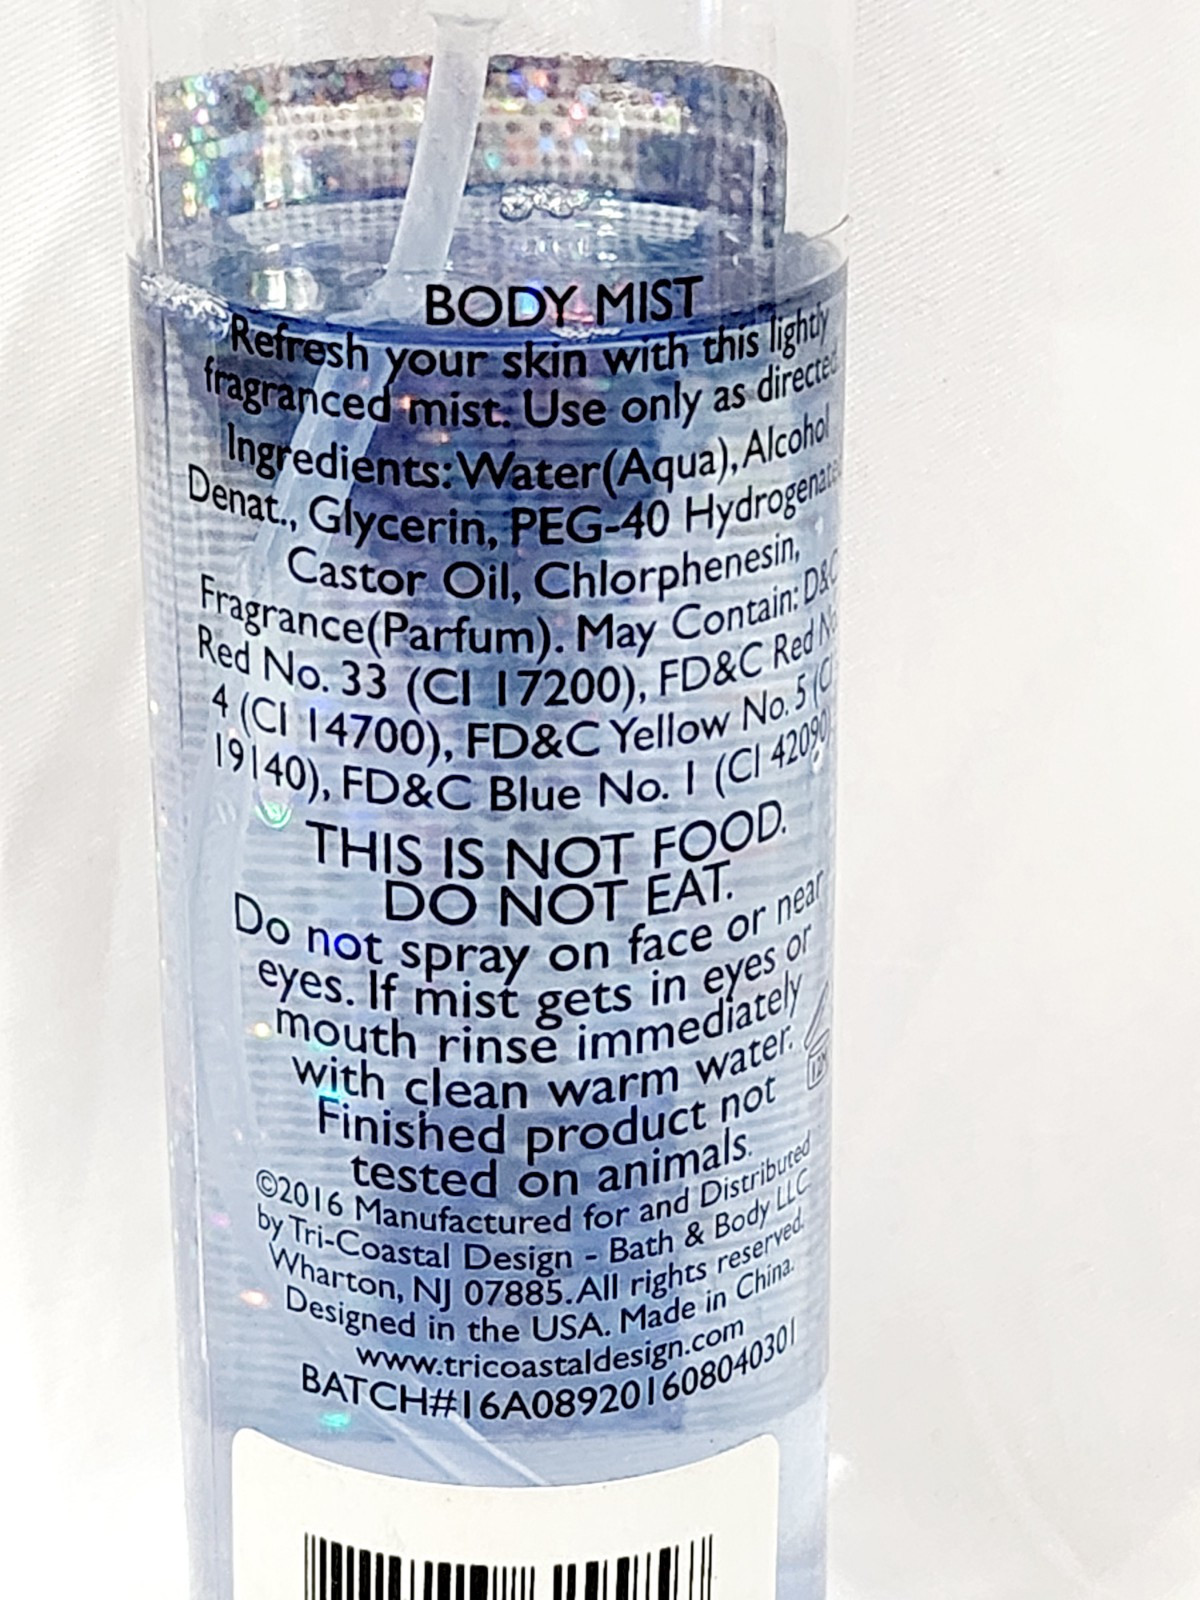 BODY MIST
Refresh your skin with this lightly
fragranced mist. Use only as directed.
Ingredients: Water(Aqua), Alcohol
Denat., Glycerin, PEG-40 Hydrogenated
Castor Oil, Chlorphenesin,
Fragrance(Parfum). May Contain: D&C
Red No. 33 (CI 17200), FD&C Red No.
4 (CI 14700), FD&C Yellow No. 5 (CI
19140), FD&C Blue No. 1 (CI 42090)
THIS IS NOT FOOD.
DO NOT EAT.
Do not spray on face or near
eyes. If mist gets in eyes or
mouth rinse immediately
with clean warm water.
12M
Finished product not
tested on animals.
©2016 Manufactured for and Distributed
by Tri-Coastal Design - Bath & Body LLC
Wharton, NJ 07885. All rights reserved.
Designed in the USA. Made in China.
www.tricoastaldesign.com
BATCH#16A089201608040301